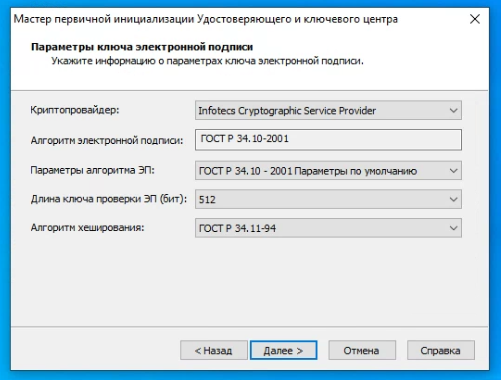 Мастер первичной инициализации Удостоверяющего и ключевого центра
Параметры ключа электронной подписи
Укажите информацию о параметрах ключа электронной подписи.
Криптопровайдер: Infotecs Cryptographic Service Provider
Алгоритм электронной подписи: ГОСТ Р 34.10-2001
Параметры алгоритма ЭП: ГОСТ Р 34.10 - 2001 Параметры по умолчанию
Длина ключа проверки ЭП (бит): 512
Алгоритм хеширования: ГОСТ Р 34.11-94
< Назад Далее > Отмена Справка